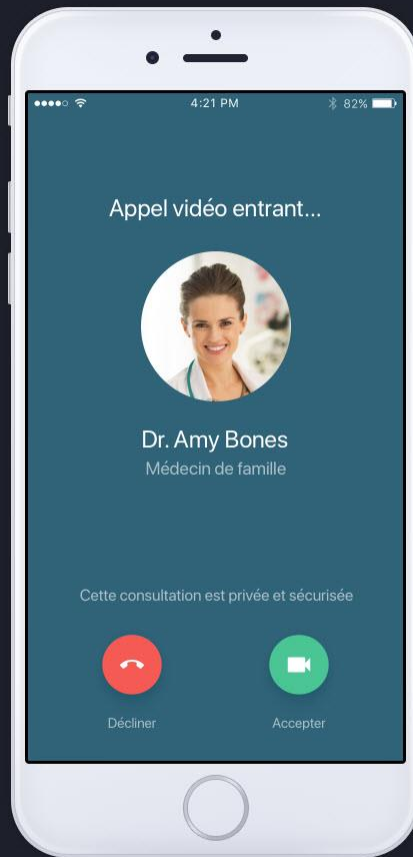 4:21 PM
82%
Appel vidéo entrant...
Dr. Amy Bones
Médecin de famille
Cette consultation est privée et sécurisée
Décliner
Accepter